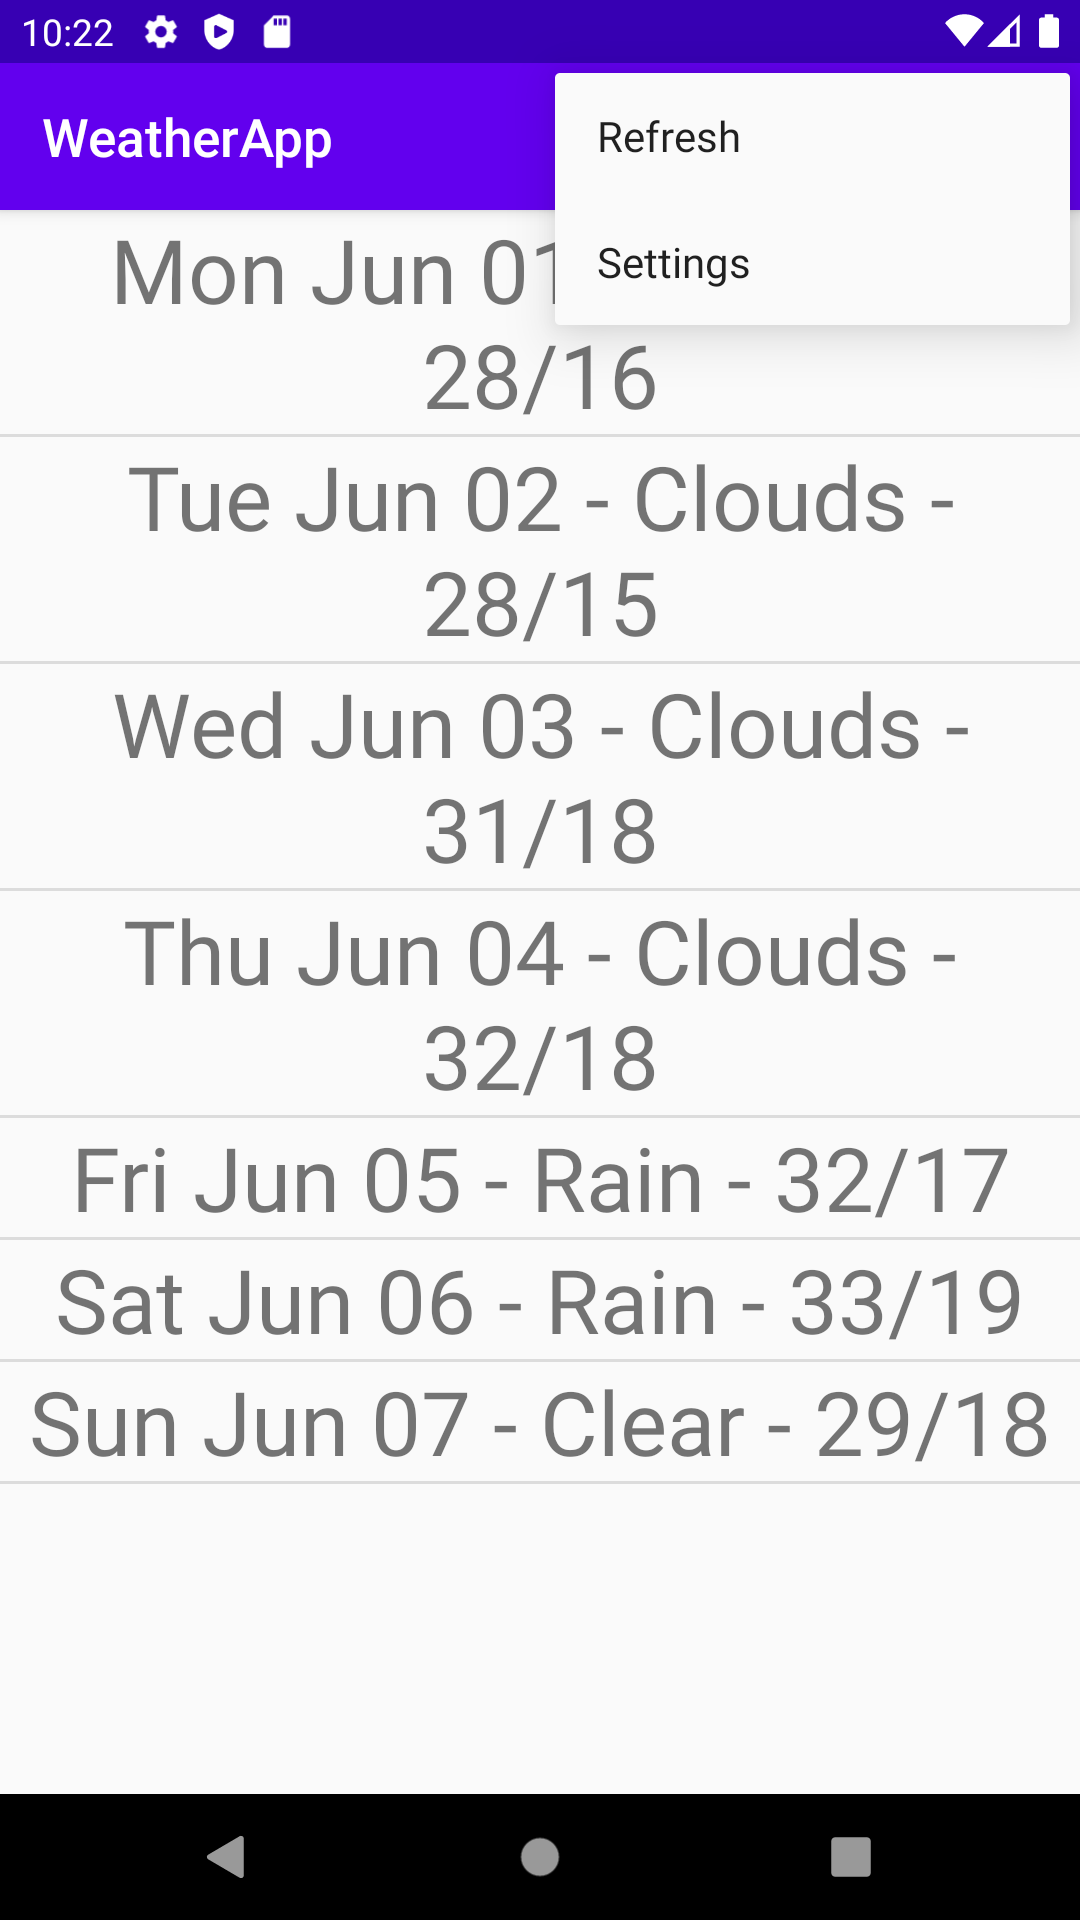 10:22
WeatherApp
Refresh
Settings
Mon Jun 01
28/16
Tue Jun 02 - Clouds -
28/15
Wed Jun 03 - Clouds -
31/18
Thu Jun 04 - Clouds -
32/18
Fri Jun 05 - Rain - 32/17
Sat Jun 06 - Rain - 33/19
Sun Jun 07 - Clear - 29/18